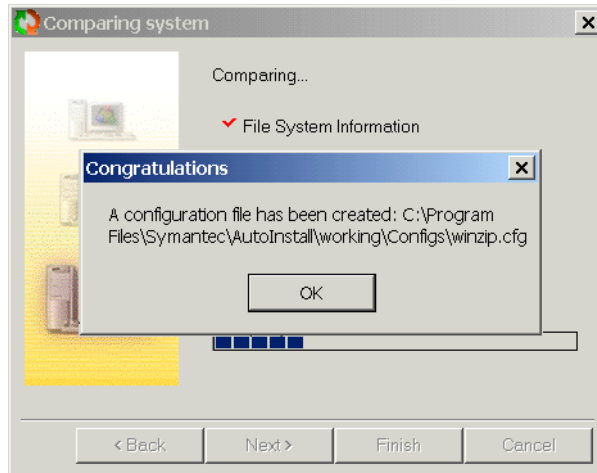 Comparing system
Comparing...
File System Information
Congratulations
A configuration file has been created: C:\Program
Files\Symantec\AutoInstall\working\Configs\winzip.cfg
OK
< Back
Next >
Finish
Cancel